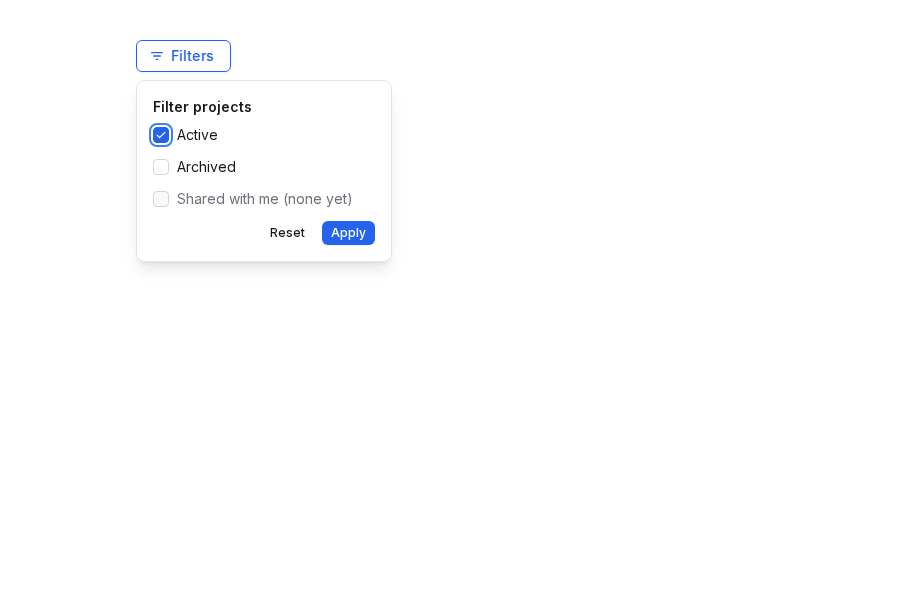 Filters
Filter projects
Active
Archived
Shared with me (none yet)
Reset Apply